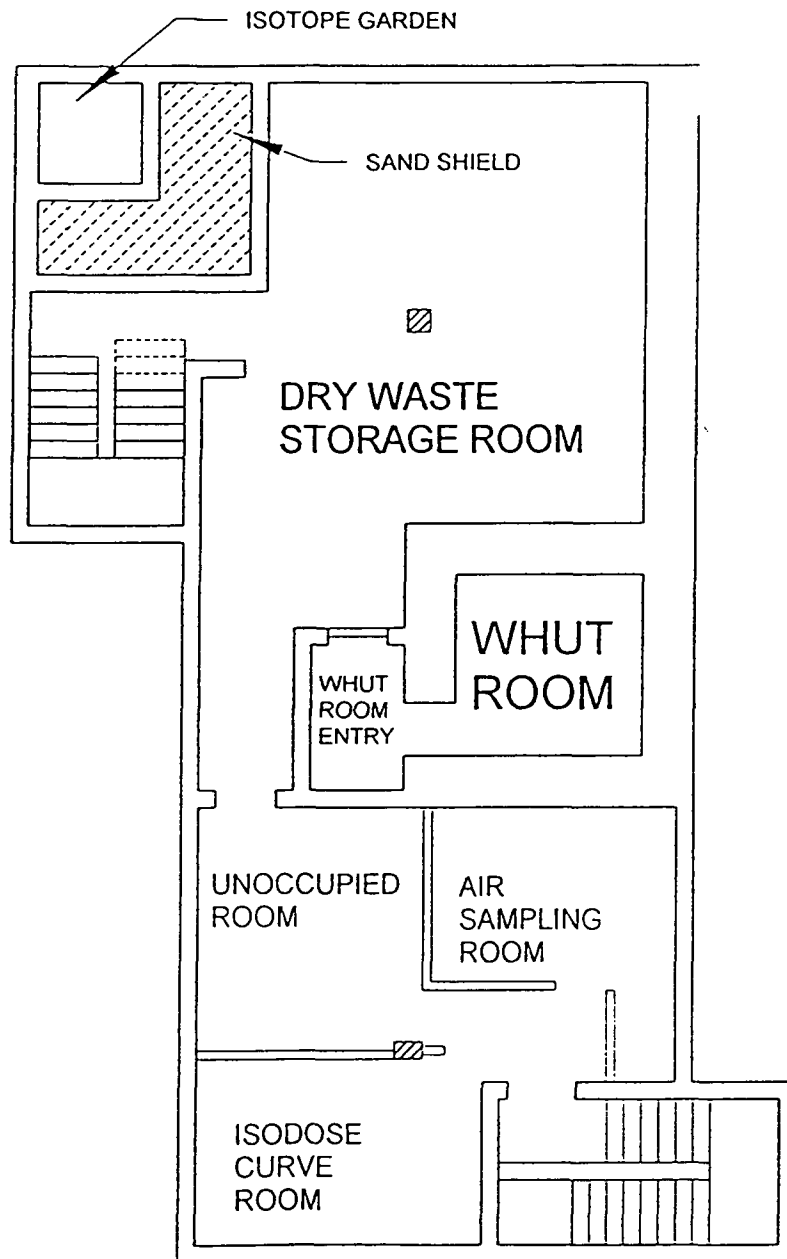 ISOTOPE GARDEN
SAND SHIELD
DRY WASTE
STORAGE ROOM
WHUT
ROOM
WHUT
ROOM
ENTRY
UNOCCUPIED
ROOM
AIR
SAMPLING
ROOM
ISODOSE
CURVE
ROOM